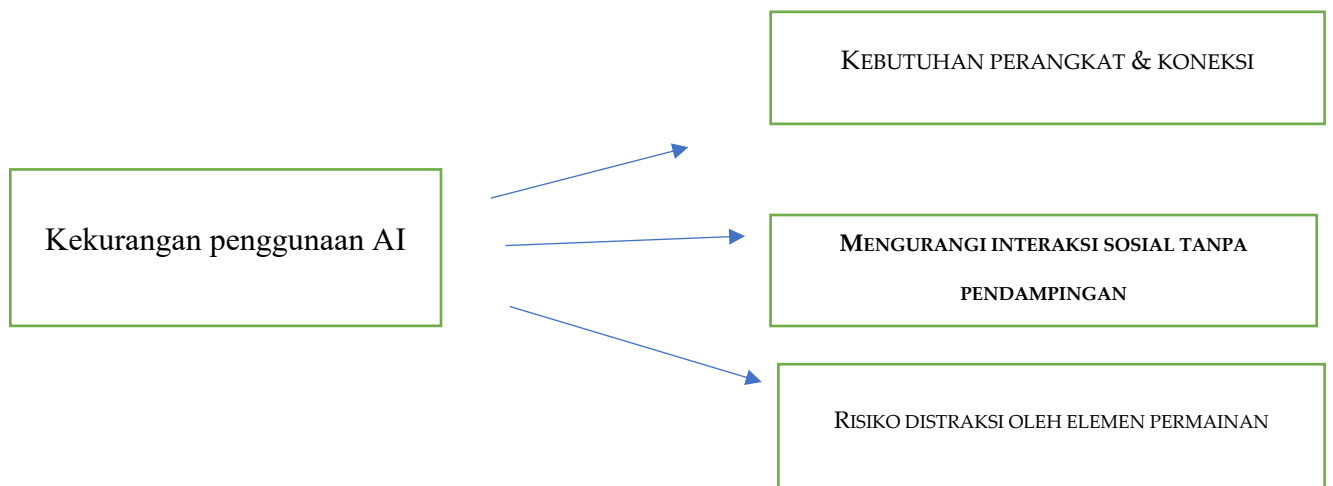 KEBUTUHAN PERANGKAT & KONEKSI
Kekurangan penggunaan AI
MENGURANGI INTERAKSI SOSIAL TANPA
PENDAMPINGAN
RISIKO DISTRAKSI OLEH ELEMEN PERMAINAN